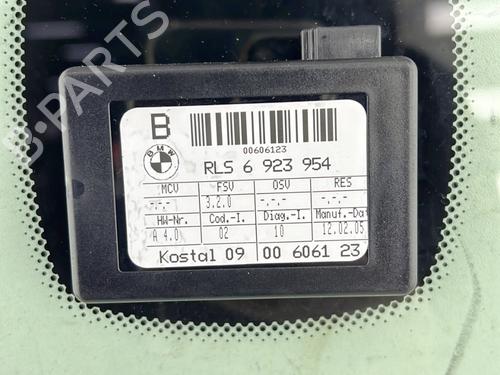 B
00606123
BMW
RLS 6 923 954
MCV FSV OSV RES
-.-.- 3.2.0 -.-.- -.-.-
HW-Nr. Cod.-I. Diag.-I. Manuf.-Dat
A 4.0 02 10 12.02.05
Kostal 09 00 6061 23
B-PARTS